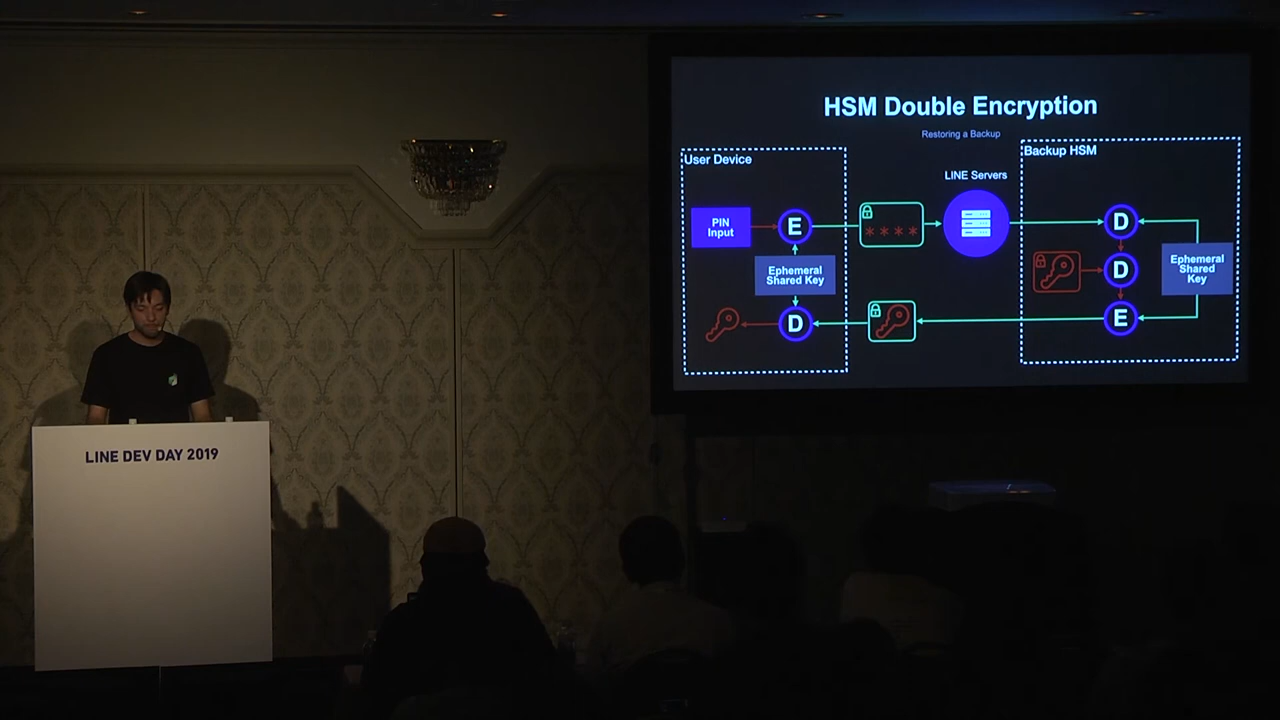 HSM Double Encryption
Restoring a Backup
User Device
Backup HSM
LINE Servers
PIN
Input
E
* * * *
D
Ephemeral
Shared Key
D
Ephemeral
Shared
Key
D
E
LINE DEV DAY 2019